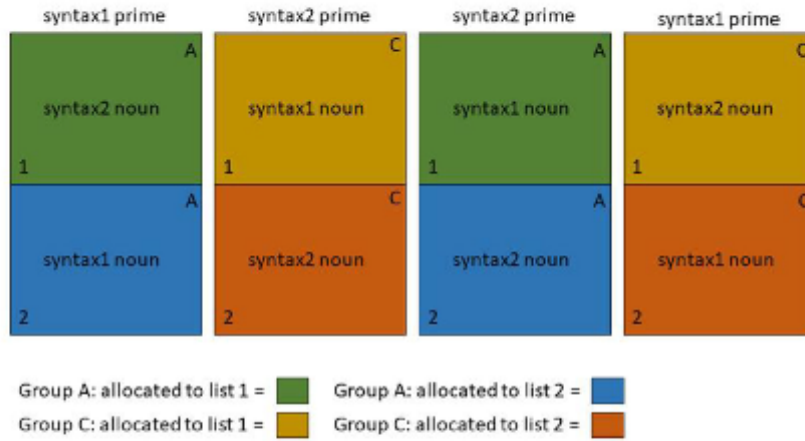 syntax1 prime syntax2 prime syntax2 prime syntax1 prime
A C A C
syntax2 noun syntax1 noun syntax1 noun syntax2 noun
1 1 1 1
A C A C
syntax1 noun syntax2 noun syntax2 noun syntax1 noun
2 2 2 2
Group A: allocated to list 1 = Group A: allocated to list 2 =
Group C: allocated to list 1 = Group C: allocated to list 2 =